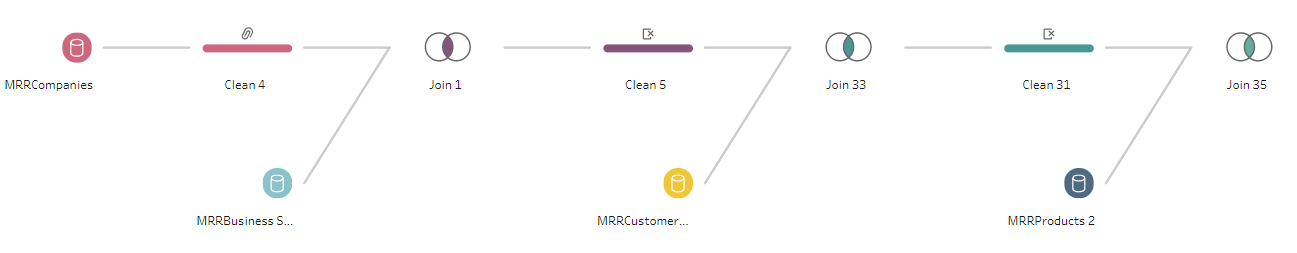 MRRCompanies
Clean 4
Join 1
Clean 5
Join 33
Clean 31
Join 35
MRRBusiness S...
MRRCustomer...
MRRProducts 2